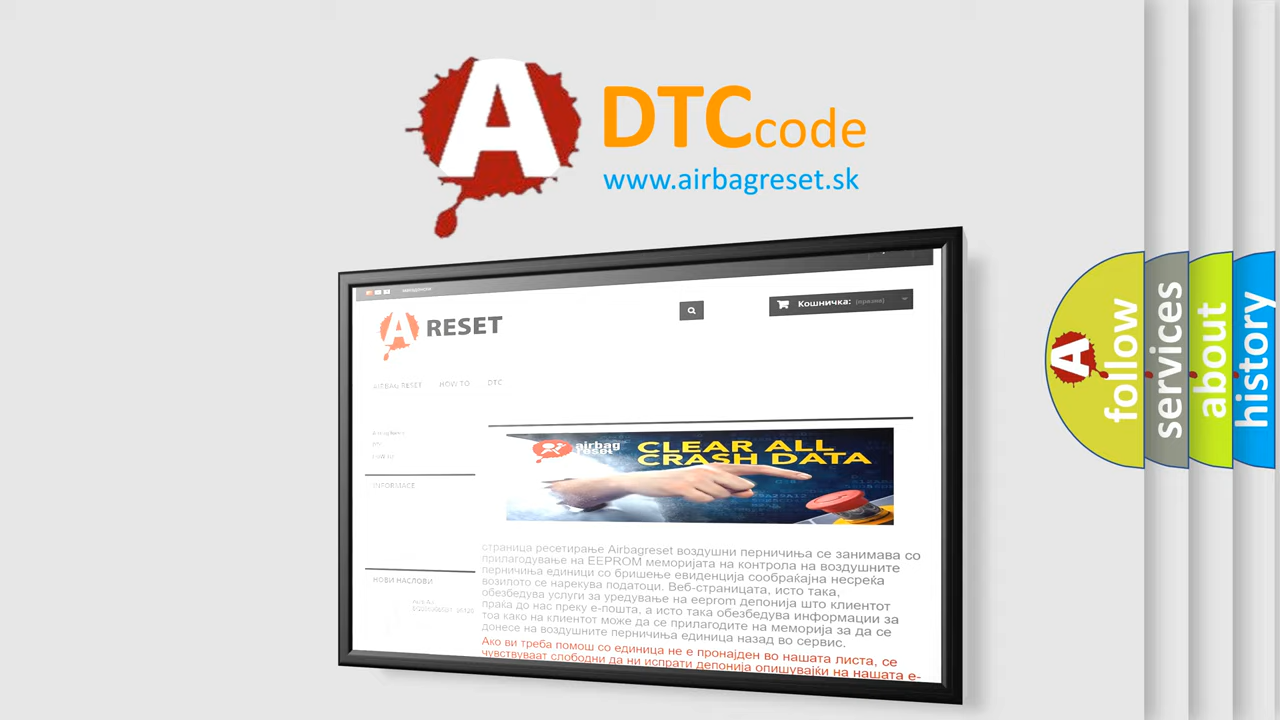 A
DTCcode
www.airbagreset.sk
A RESET
Кошничка: (празна)
AIRBAG RESET HOW TO DTC
INFORMACE
airbag
reset
CLEAR ALL
CRASH DATA
страница ресетирање Airbagreset воздушни перничиња се занимава со
прилагодување на EEPROM меморијата на контрола на воздушните
перничиња единици со бришење евиденција сообраќајна несреќа
возилото се нарекува податоци. Веб-страницата, исто така,
обезбедува услуги за уредување на eeprom депонија што клиентот
праќа до нас преку е-пошта, а исто така обезбедува информации за
тоа како на клиентот може да се прилагодите на меморија за да се
донесе на воздушните перничиња единица назад во сервис.
Ако ви треба помош со единица не е пронајден во нашата листа, се
чувствуваат слободни да ни испрати депонија опишувајќи на нашата е-
НОВИ НАСЛОВИ
A
follow
services
about
history